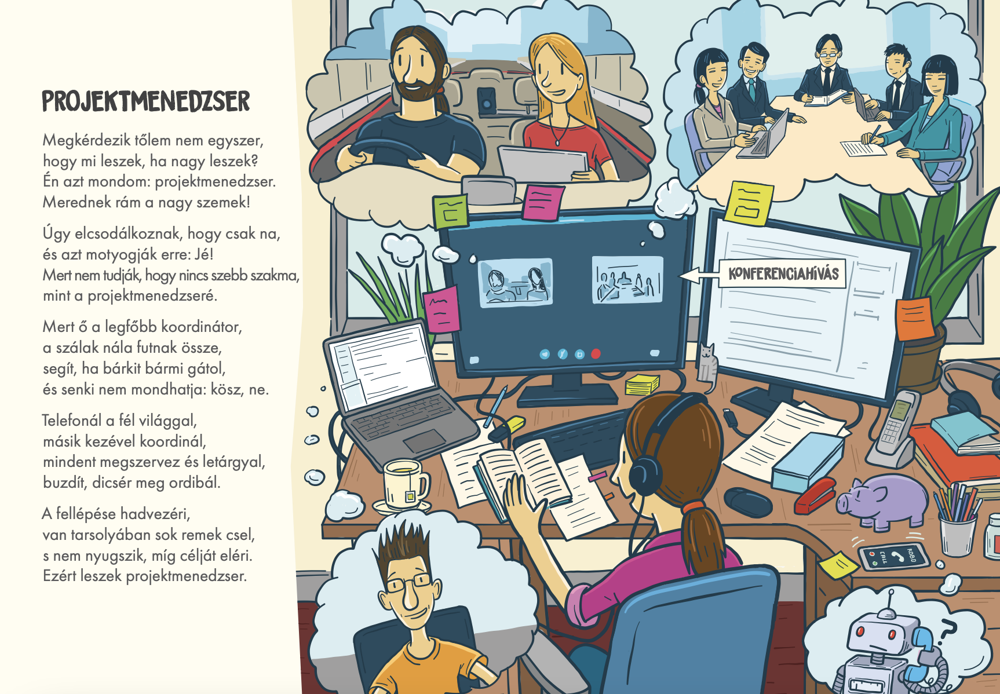 PROJEKTMENEDZSER
Megkérdezik tőlem nem egyszer,
hogy mi leszek, ha nagy leszek?
Én azt mondom: projektmenedzser.
Merednek rám a nagy szemek!
Úgy elcsodálkoznak, hogy csak na,
és azt motyogják erre: Jé!
Mert nem tudják, hogy nincs szebb szakma,
mint a projektmenedzseré.
Mert ő a legfőbb koordinátor,
a szálak nála futnak össze,
segít, ha bárkit bármi gátol,
és senki nem mondhatja: kösz, ne.
Telefonál a fél világgal,
másik kezével koordinál,
mindent megszervez és letárgyal,
buzdít, dicsér meg ordibál.
A fellépése hadvezéri,
van tarsolyában sok remek csel,
s nem nyugszik, míg célját eléri.
Ezért leszek projektmenedzser.
KONFERENCIAHÍVÁS
CALL
ROBO
?